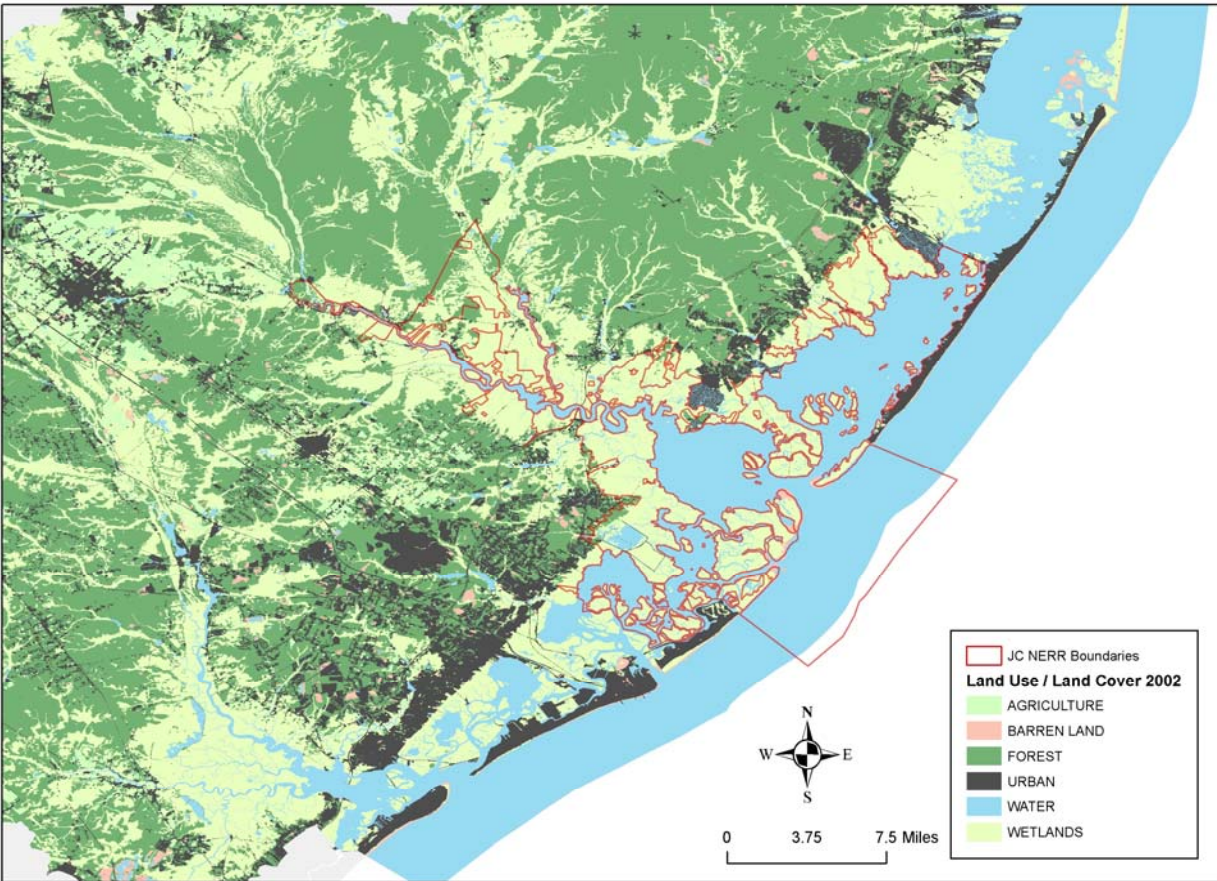 JC NERR Boundaries
Land Use / Land Cover 2002
AGRICULTURE
BARREN LAND
FOREST
URBAN
WATER
WETLANDS
N
W E
S
0 3.75 7.5 Miles